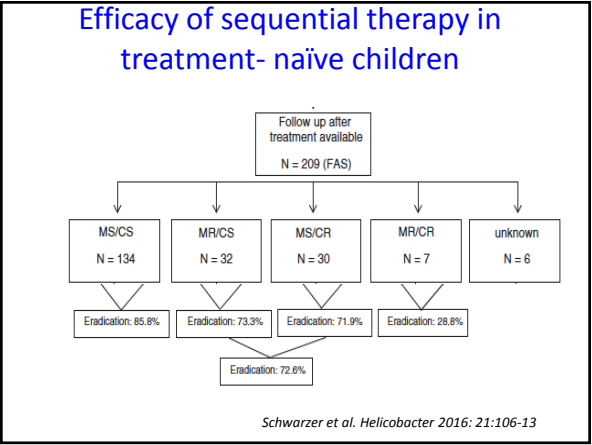 Efficacy of sequential therapy in
treatment- naïve children
Follow up after
treatment available
N = 209 (FAS)
MS/CS
N = 134
MR/CS
N = 32
MS/CR
N = 30
MR/CR
N = 7
unknown
N = 6
Eradication: 85.8%
Eradication: 73.3%
Eradication: 71.9%
Eradication: 28.8%
Eradication: 72.6%
Schwarzer et al. Helicobacter 2016: 21:106-13